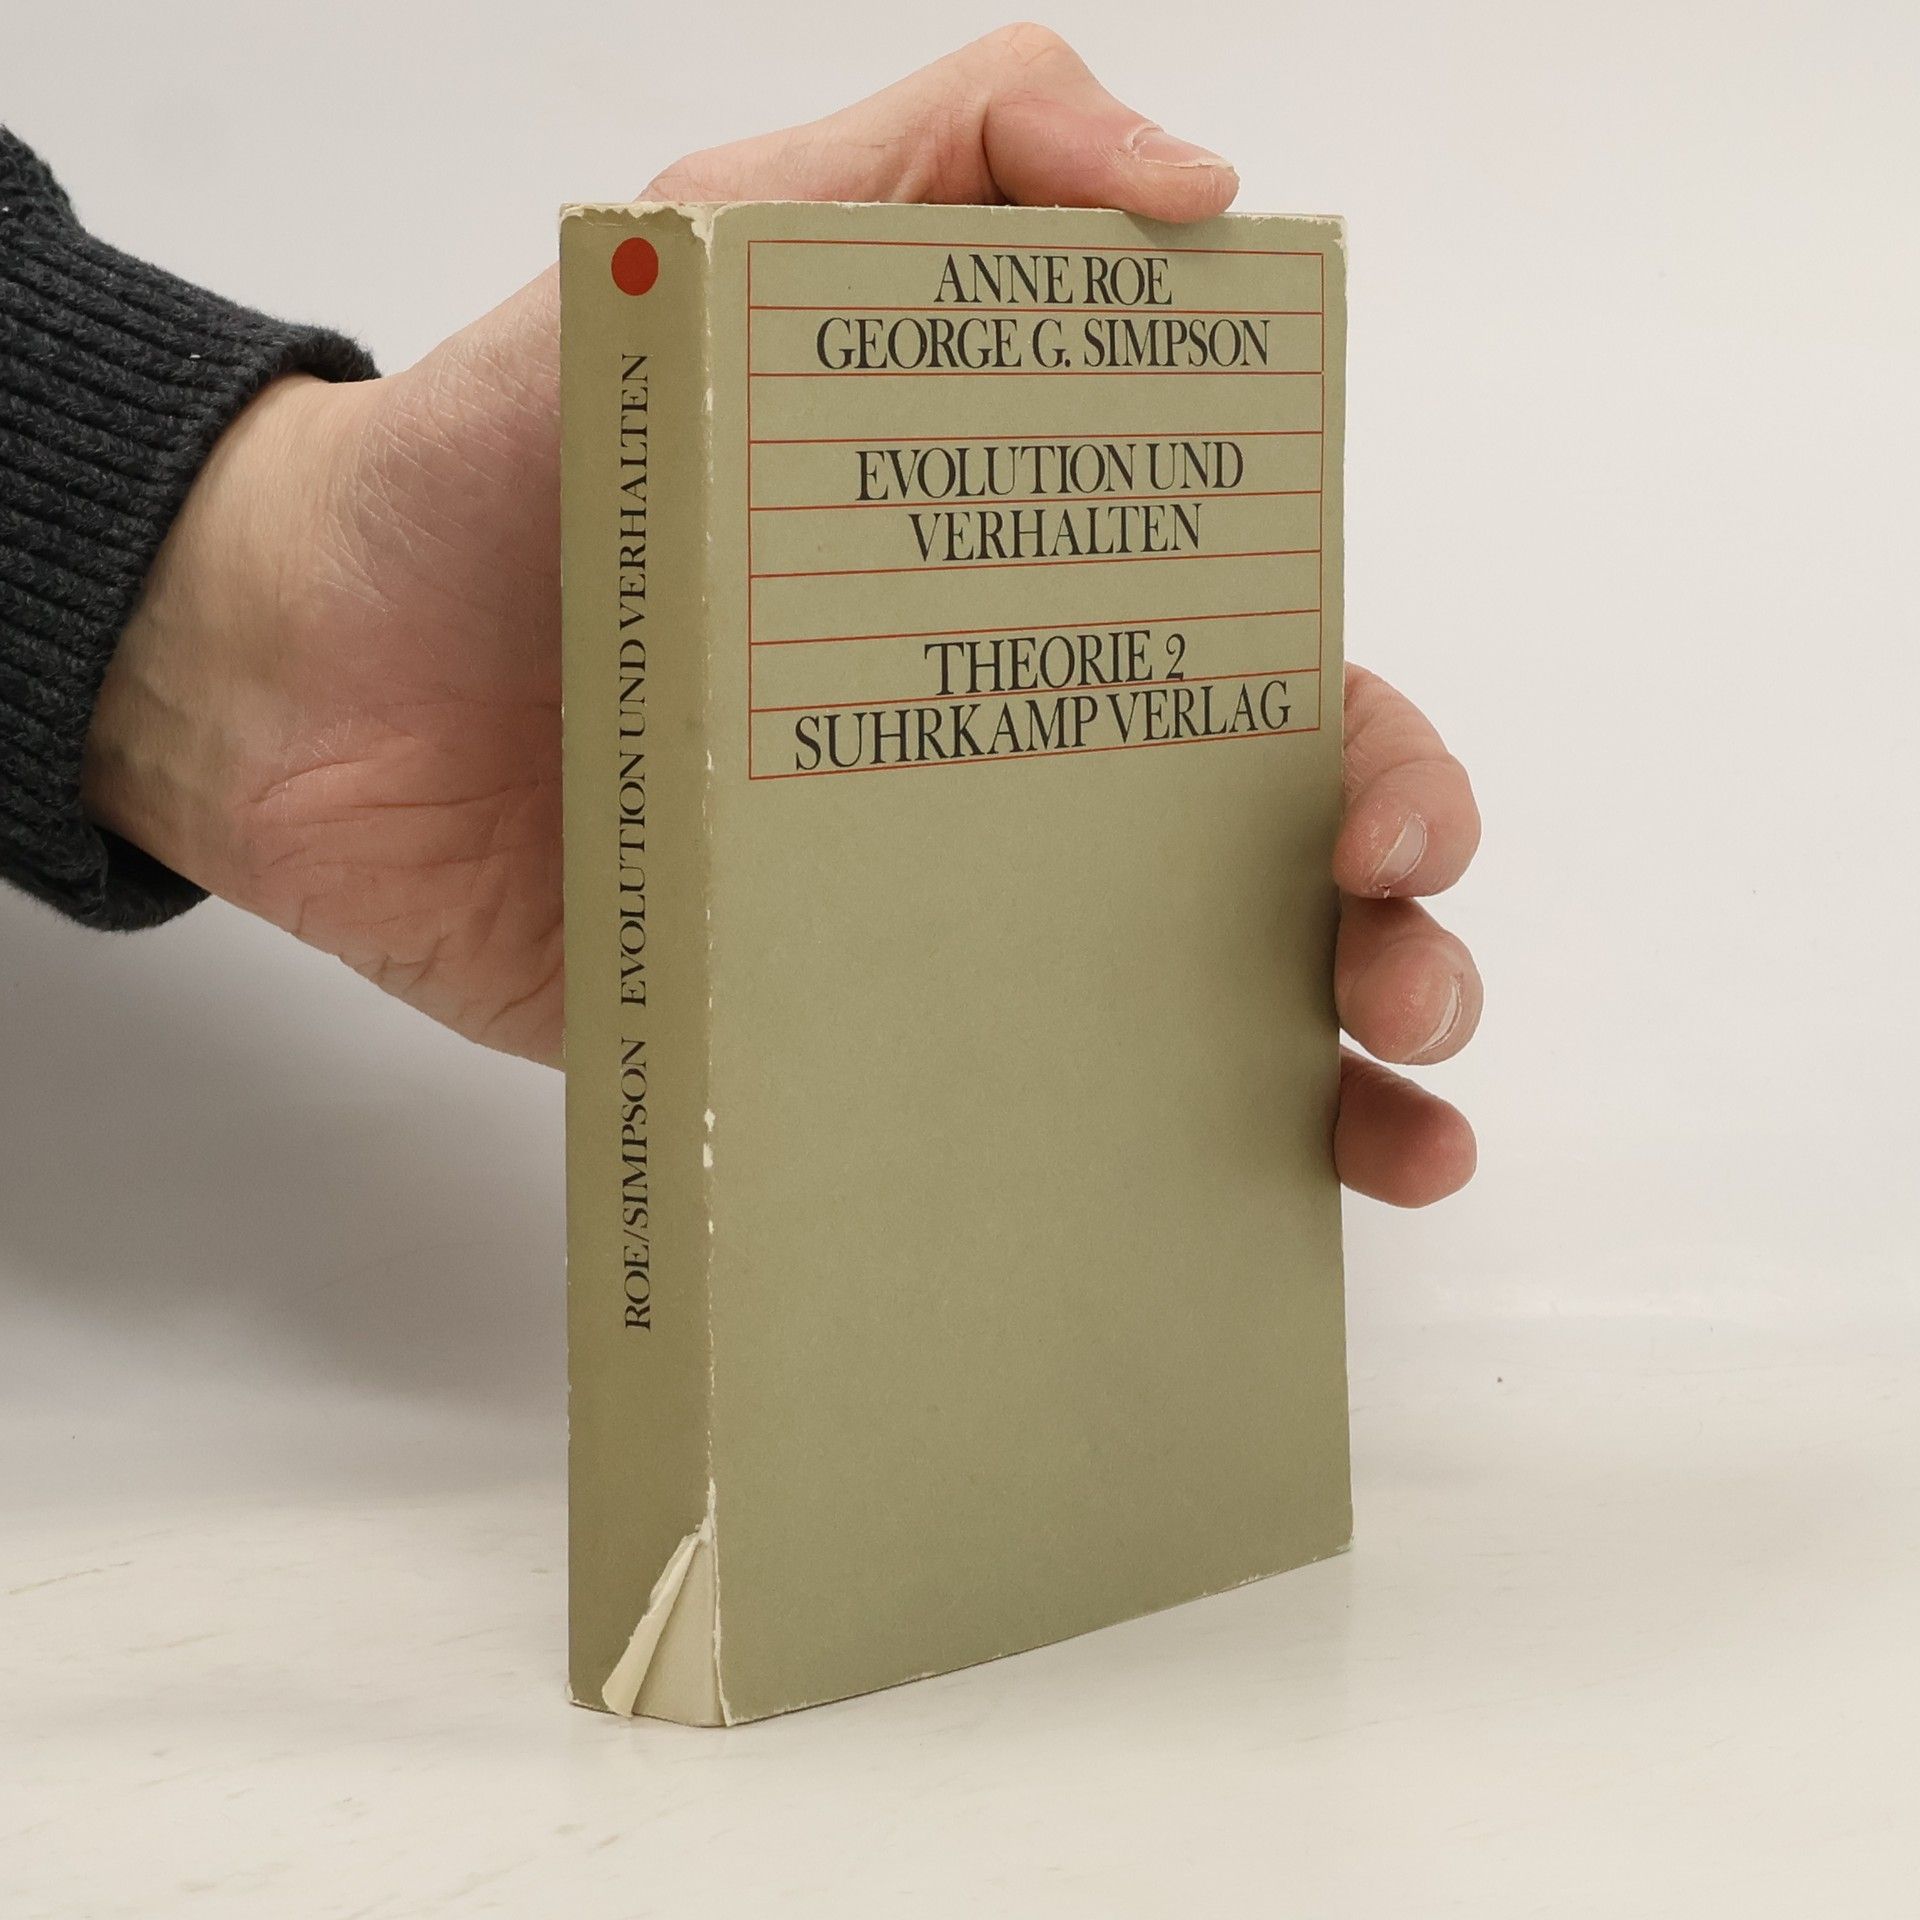 ANNE ROE
GEORGE G. SIMPSON
EVOLUTION UND
VERHALTEN
THEORIE 2
SUHRKAMP VERLAG
ROE/SIMPSON EVOLUTION UND VERHALTEN